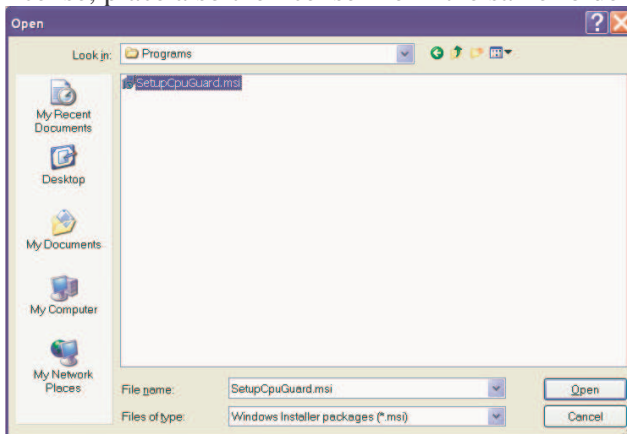 Open
Look in:
Programs
SetupCpuGuard.msi
My Recent
Documents
Desktop
My Documents
My Computer
My Network
Places
File name:
SetupCpuGuard.msi
Open
Files of type:
Windows Installer packages (*.msi)
Cancel